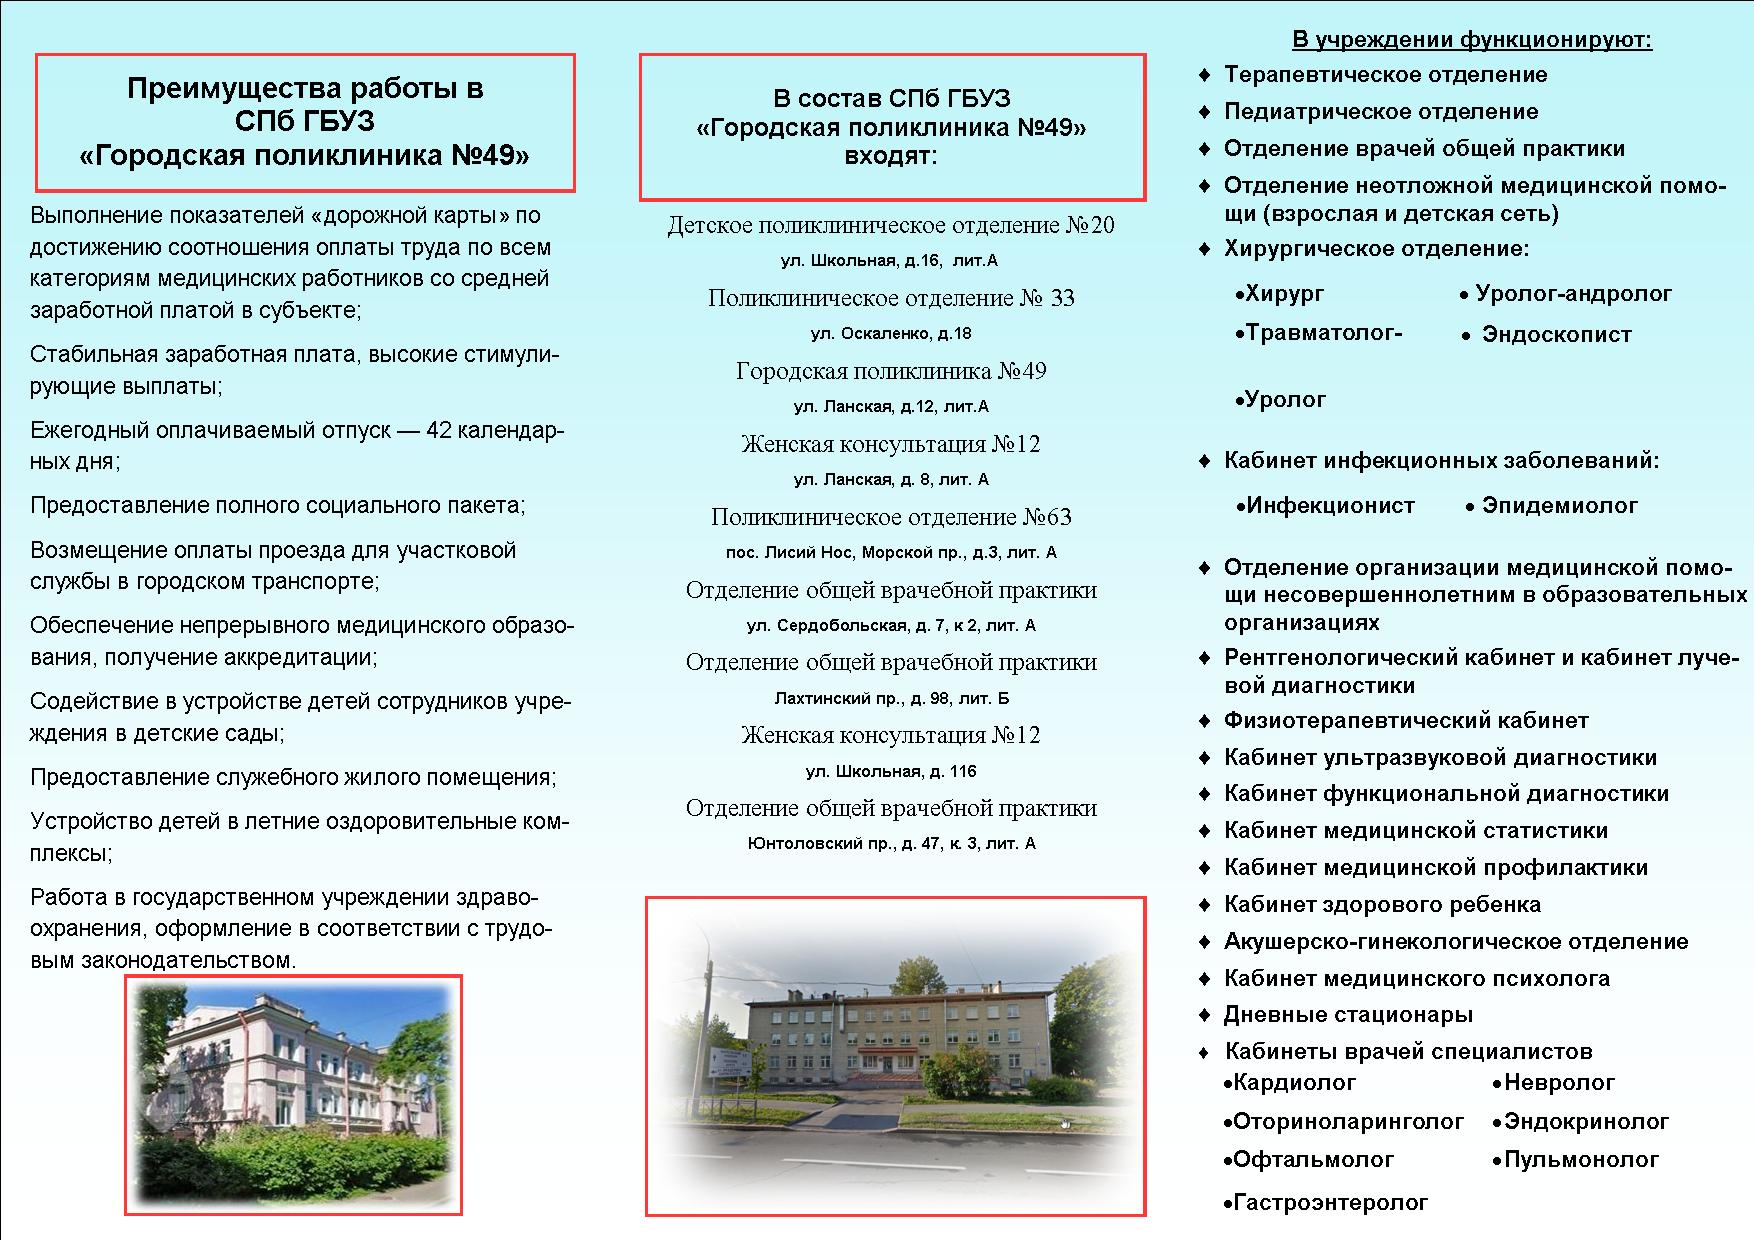 Преимущества работы в
СПб ГБУЗ
«Городская поликлиника №49»
Выполнение показателей «дорожной карты» по
достижению соотношения оплаты труда по всем
категориям медицинских работников со средней
заработной платой в субъекте;
Стабильная заработная плата, высокие стимули-
рующие выплаты;
Ежегодный оплачиваемый отпуск — 42 календар-
ных дня;
Предоставление полного социального пакета;
Возмещение оплаты проезда для участковой
службы в городском транспорте;
Обеспечение непрерывного медицинского образо-
вания, получение аккредитации;
Содействие в устройстве детей сотрудников учре-
ждения в детские сады;
Предоставление служебного жилого помещения;
Устройство детей в летние оздоровительные ком-
плексы;
Работа в государственном учреждении здраво-
охранения, оформление в соответствии с трудо-
вым законодательством.
В состав СПб ГБУЗ
«Городская поликлиника №49»
входят:
Детское поликлиническое отделение №20
ул. Школьная, д.16, лит.А
Поликлиническое отделение № 33
ул. Оскаленко, д.18
Городская поликлиника №49
ул. Ланская, д.12, лит.А
Женская консультация №12
ул. Ланская, д. 8, лит. А
Поликлиническое отделение №63
пос. Лисий Нос, Морской пр., д.3, лит. А
Отделение общей врачебной практики
ул. Сердобольская, д. 7, к 2, лит. А
Отделение общей врачебной практики
Лахтинский пр., д. 98, лит. Б
Женская консультация №12
ул. Школьная, д. 116
Отделение общей врачебной практики
Юнтоловский пр., д. 47, к. 3, лит. А
В учреждении функционируют:
♦ Терапевтическое отделение
♦ Педиатрическое отделение
♦ Отделение врачей общей практики
♦ Отделение неотложной медицинской помо-
щи (взрослая и детская сеть)
♦ Хирургическое отделение:
•Хирург • Уролог-андролог
•Травматолог- • Эндоскопист
•Уролог
♦ Кабинет инфекционных заболеваний:
•Инфекционист • Эпидемиолог
♦ Отделение организации медицинской помо-
щи несовершеннолетним в образовательных
организациях
♦ Рентгенологический кабинет и кабинет луче-
вой диагностики
♦ Физиотерапевтический кабинет
♦ Кабинет ультразвуковой диагностики
♦ Кабинет функциональной диагностики
♦ Кабинет медицинской статистики
♦ Кабинет медицинской профилактики
♦ Кабинет здорового ребенка
♦ Акушерско-гинекологическое отделение
♦ Кабинет медицинского психолога
♦ Дневные стационары
♦ Кабинеты врачей специалистов
•Кардиолог •Невролог
•Оториноларинголог •Эндокринолог
•Офтальмолог •Пульмонолог
•Гастроэнтеролог